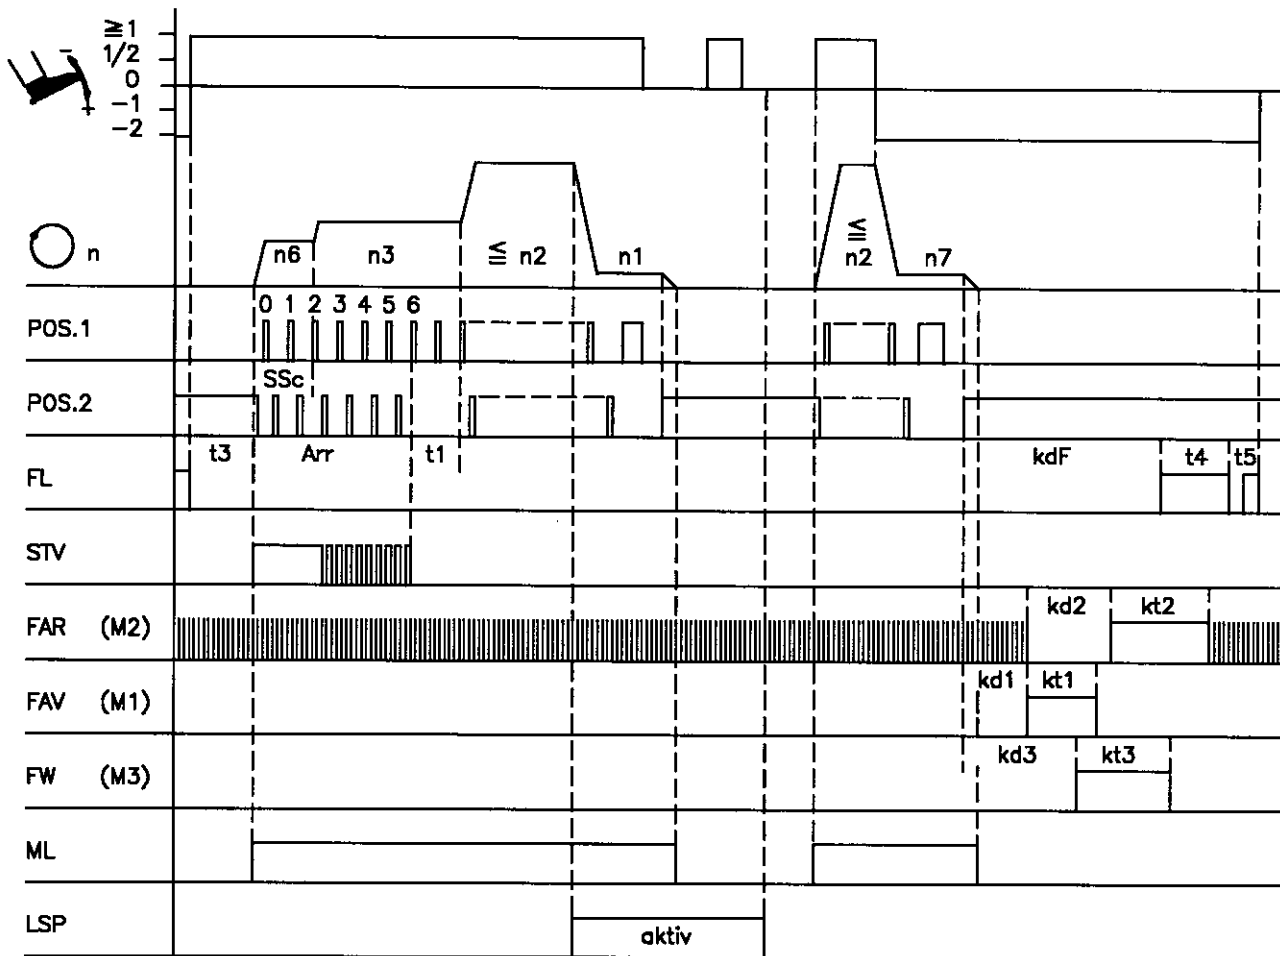 ≧1
1/2
0
-1
-2
−
+
n
n6
n3
≦ n2
n1
≦
n2
n7
0 1 2 3 4 5 6
POS.1
SSc
POS.2
t3
Arr
t1
kdF
t4
t5
FL
STV
kd2
kt2
FAR (M2)
kd1
kt1
FAV (M1)
kd3
kt3
FW (M3)
ML
LSP
aktiv